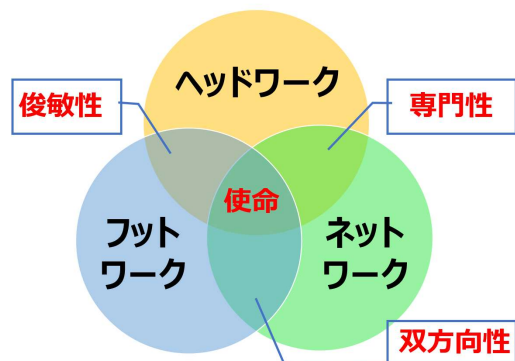 ヘッドワーク
俊敏性
専門性
使命
フット
ワーク
ネット
ワーク
双方向性